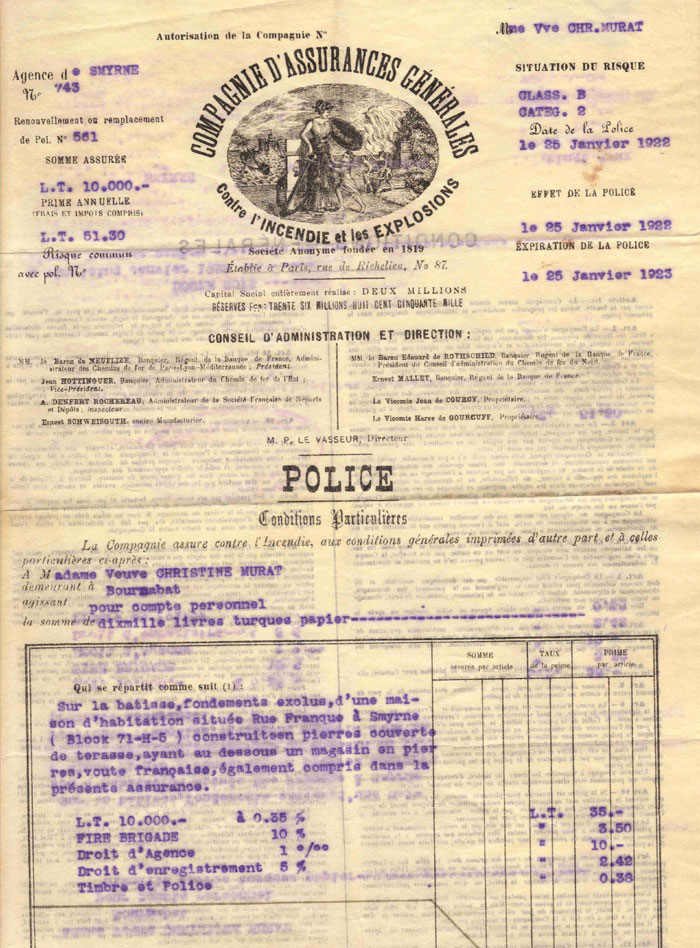 Autorisation de la Compagnie N°
Mme Vve CHR.MURAT
Agence de SMYRNE
N° 743
Renouvellement ou remplacement
de Pol. N° 561
SOMME ASSURÉE
L.T. 10.000.-
PRIME ANNUELLE
(FRAIS ET IMPOTS COMPRIS)
L.T. 51.30
Risque commun
avec pol. N°
COMPAGNIE D'ASSURANCES GÉNÉRALES
Contre l'INCENDIE et les EXPLOSIONS
Société Anonyme fondée en 1819
Établie à Paris, rue de Richelieu, No 87.
SITUATION DU RISQUE
CLASS. B
CATEG. 2
Date de la Police
le 25 Janvier 1922
EFFET DE LA POLICE
le 25 Janvier 1922
EXPIRATION DE LA POLICE
le 25 Janvier 1923
Capital Social entièrement réalisé : DEUX MILLIONS
RÉSERVES TRENTE SIX MILLIONS HUIT CENT CINQUANTE MILLE
CONSEIL D'ADMINISTRATION ET DIRECTION :
MM. le Baron de NEUFLIZE, Banquier, Régent de la Banque de France, Adminis-
trateur des Chemins de fer de Paris-Lyon-Méditerranée ; Président.
Jean HOTTINGUER, Banquier, Administrateur du Chemin de fer de l'Est ;
Vice-Président.
A. DENFERT ROCHEREAU, Administrateur de la Société Française de Reports
et Dépôts ; inspecteur.
Ernest SCHWEISGUTH, ancien Manufacturier.
MM. le Baron Edouard de ROTHSCHILD, Banquier, Régent de la Banque de France,
Président du Conseil d'Administration du Chemin de fer du Nord.
Ernest MALLET, Banquier, Régent de la Banque de France.
Le Vicomte Jean de COURCY, Propriétaire.
Le Vicomte Herve de GOURCUFF, Propriétaire.
M. P. LE VASSEUR, Directeur
POLICE
Conditions Particulières
La Compagnie assure contre l'Incendie, aux conditions générales imprimées d'autre part et à celles
particulières ci-après :
A Madame Veuve CHRISTINE MURAT
demeurant à Bournabat
agissant pour compte personnel
la somme de dixmille livres turques papier-----------------------------
SOMME
assurée par article
TAUX
de la prime
PRIME
par article
Qui se répartit comme suit (1) :
Sur la batisse,fondements exclus,d'une mai-
son d'habitation située Rue Franque à Smyrne
( Block 71-H-5 ) construiteen pierres couverte
de terasse,ayant au dessous un magasin en pier
res,voute française,également compris dans la
présente assurance.
L.T. 10.000.- à 0.35 % L.T. 35.-
FIRE BRIGADE 10 % " 3.50
Droit d'Agence 1 °/oo " 10.-
Droit d'enregistrement 5 % " 2.42
Timbre et Police " 0.38